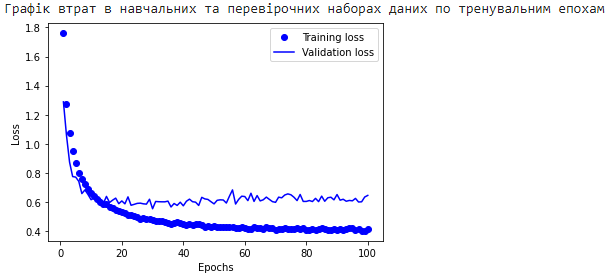 Графік втрат в навчальних та перевірочних наборах даних по тренувальним епохам
Training loss
Validation loss
1.8
1.6
1.4
1.2
1.0
0.8
0.6
0.4
Loss
0
20
40
60
80
100
Epochs